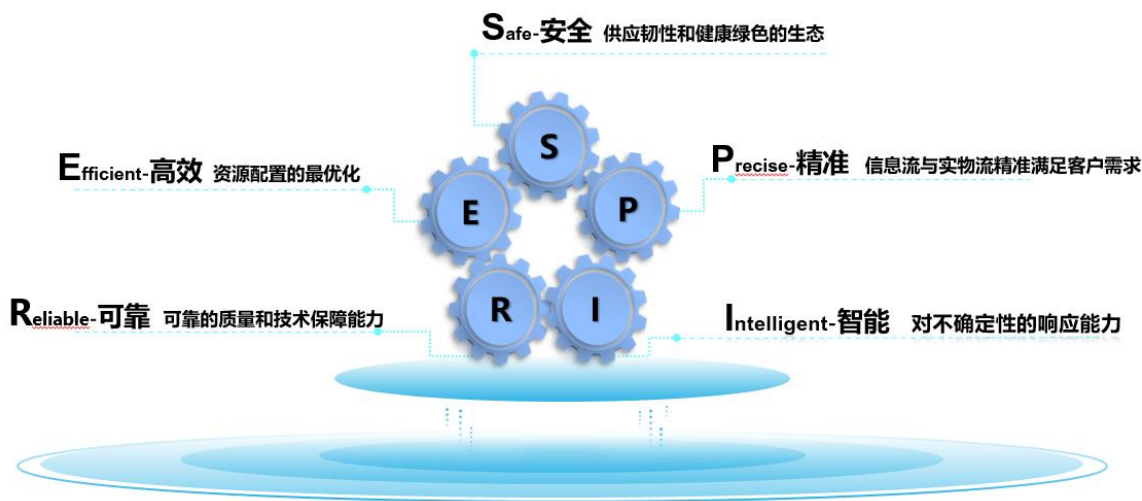 Safe-安全 供应韧性和健康绿色的生态
Efficient-高效 资源配置的最优化
Precise-精准 信息流与实物流精准满足客户需求
Reliable-可靠 可靠的质量和技术保障能力
Intelligent-智能 对不确定性的响应能力
S
E
P
R
I